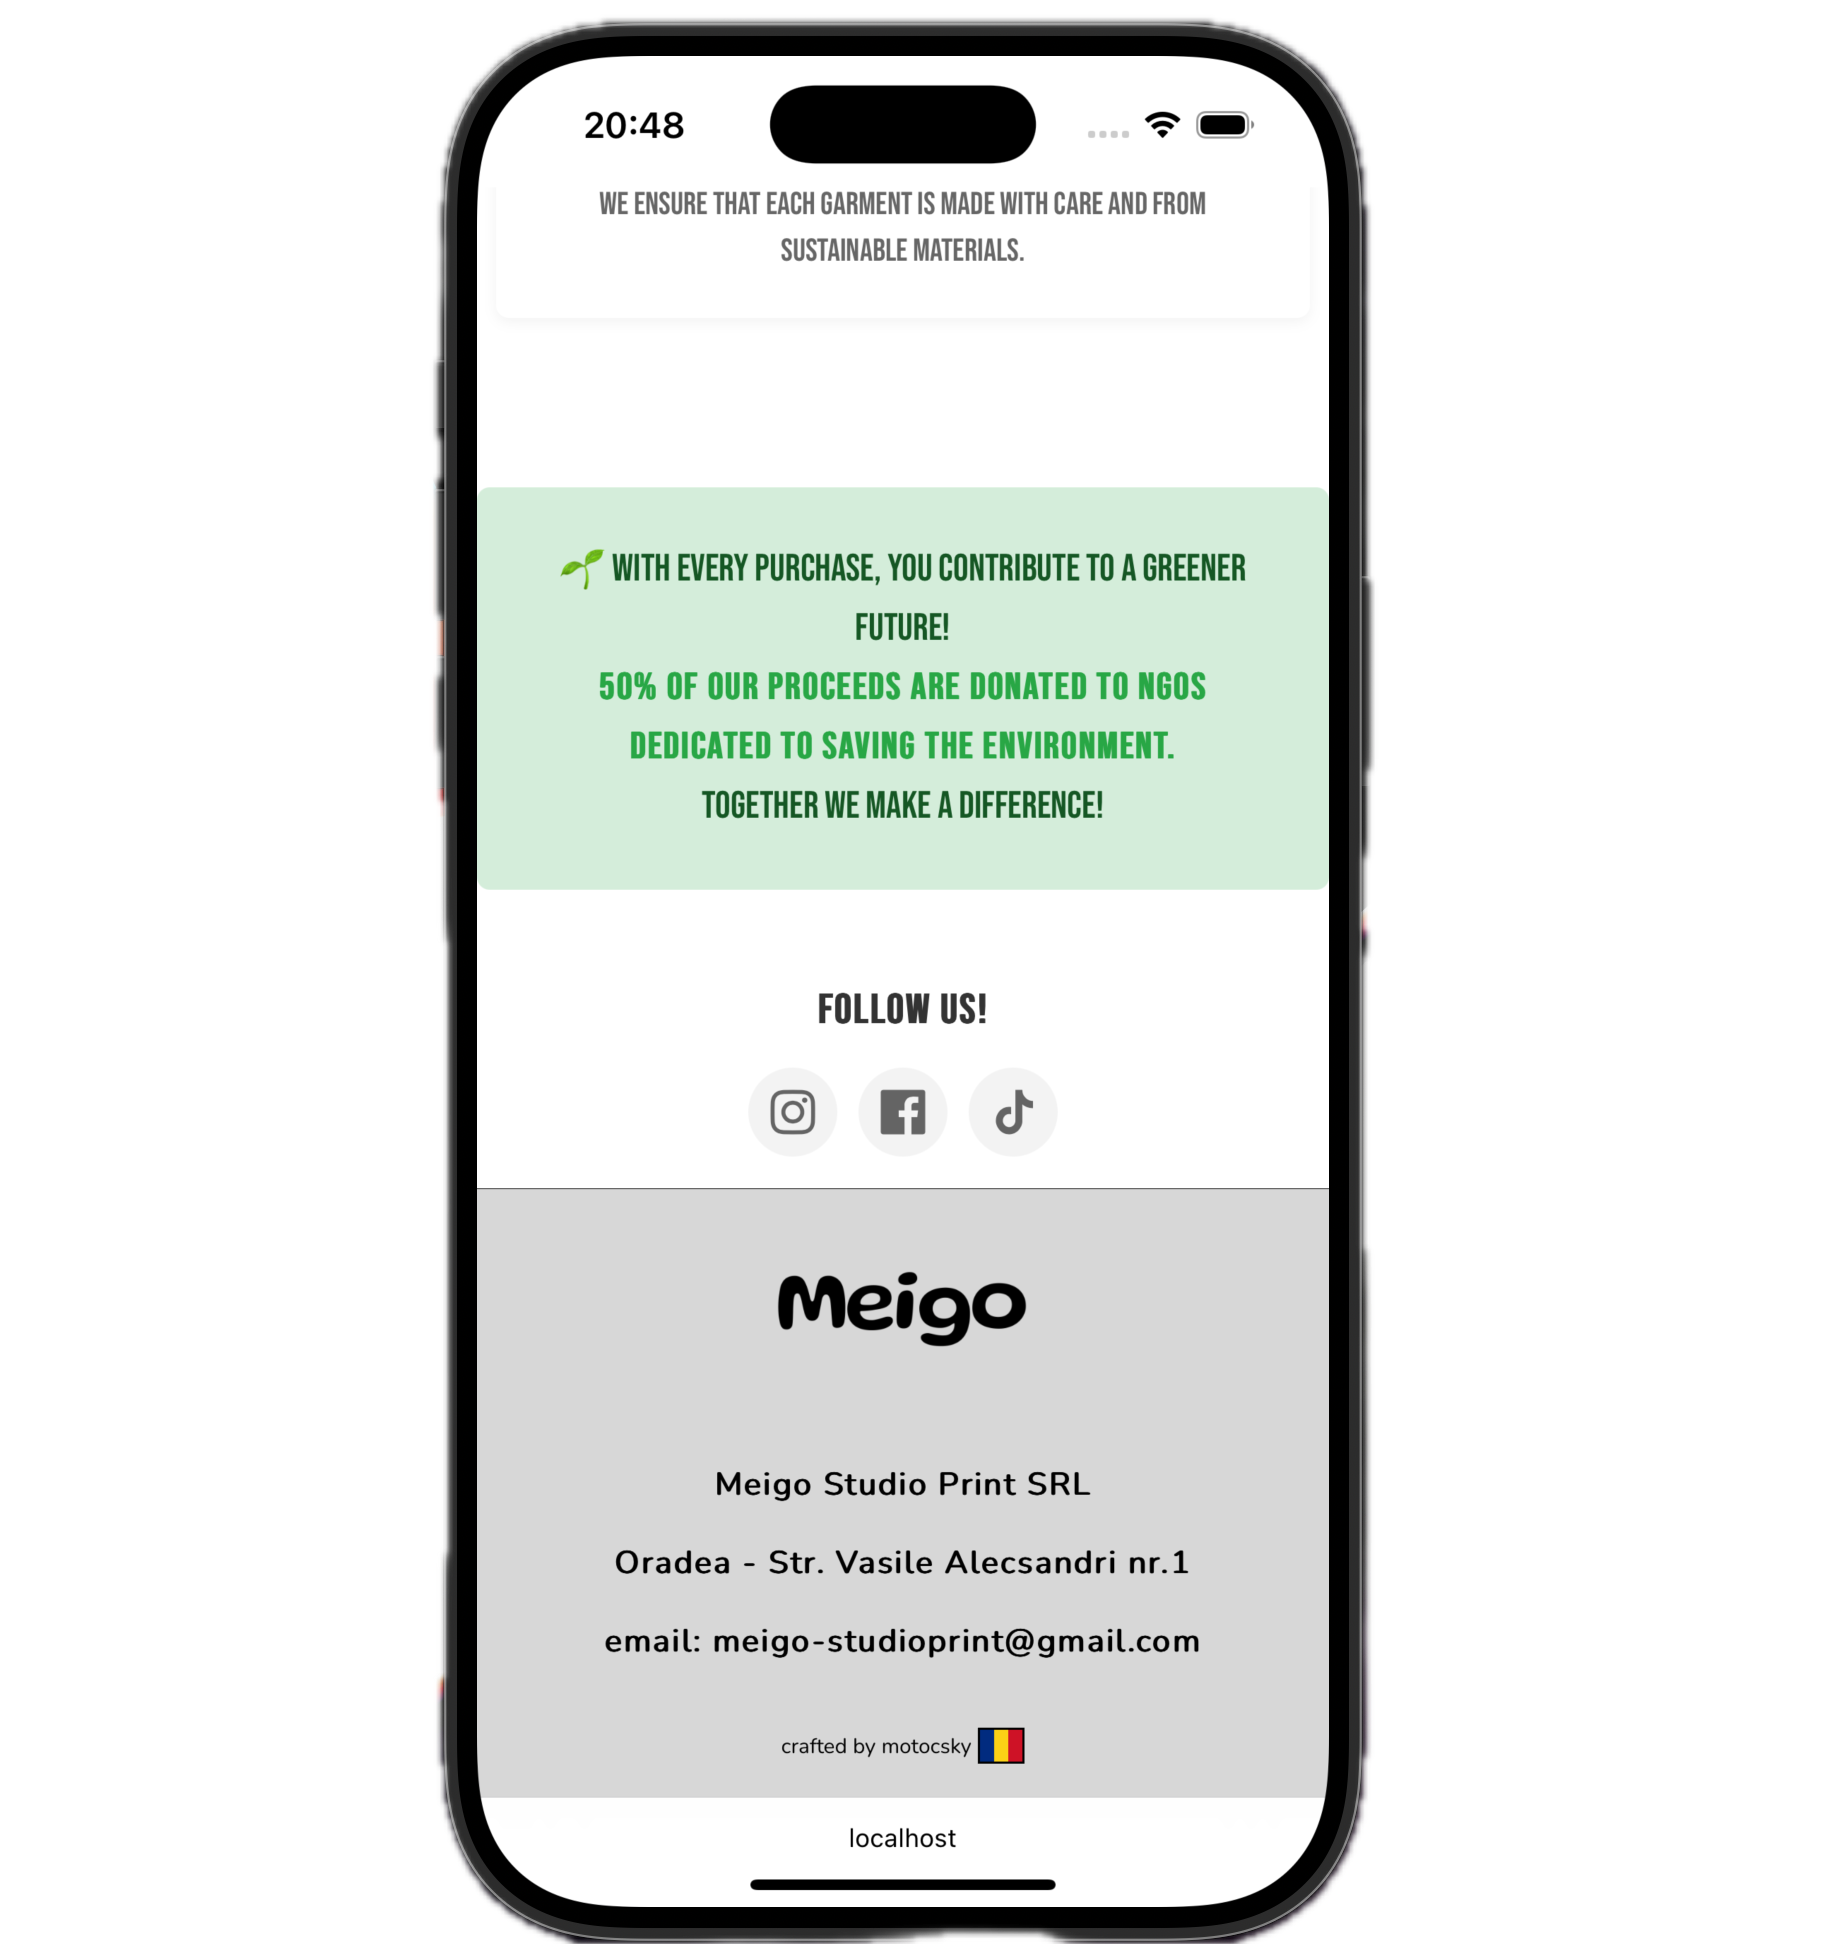 20:48
WE ENSURE THAT EACH GARMENT IS MADE WITH CARE AND FROM
SUSTAINABLE MATERIALS.
🌱 WITH EVERY PURCHASE, YOU CONTRIBUTE TO A GREENER
FUTURE!
50% OF OUR PROCEEDS ARE DONATED TO NGOS
DEDICATED TO SAVING THE ENVIRONMENT.
TOGETHER WE MAKE A DIFFERENCE!
FOLLOW US!
Meigo
Meigo Studio Print SRL
Oradea - Str. Vasile Alecsandri nr.1
email: meigo-studioprint@gmail.com
crafted by motocsky
localhost